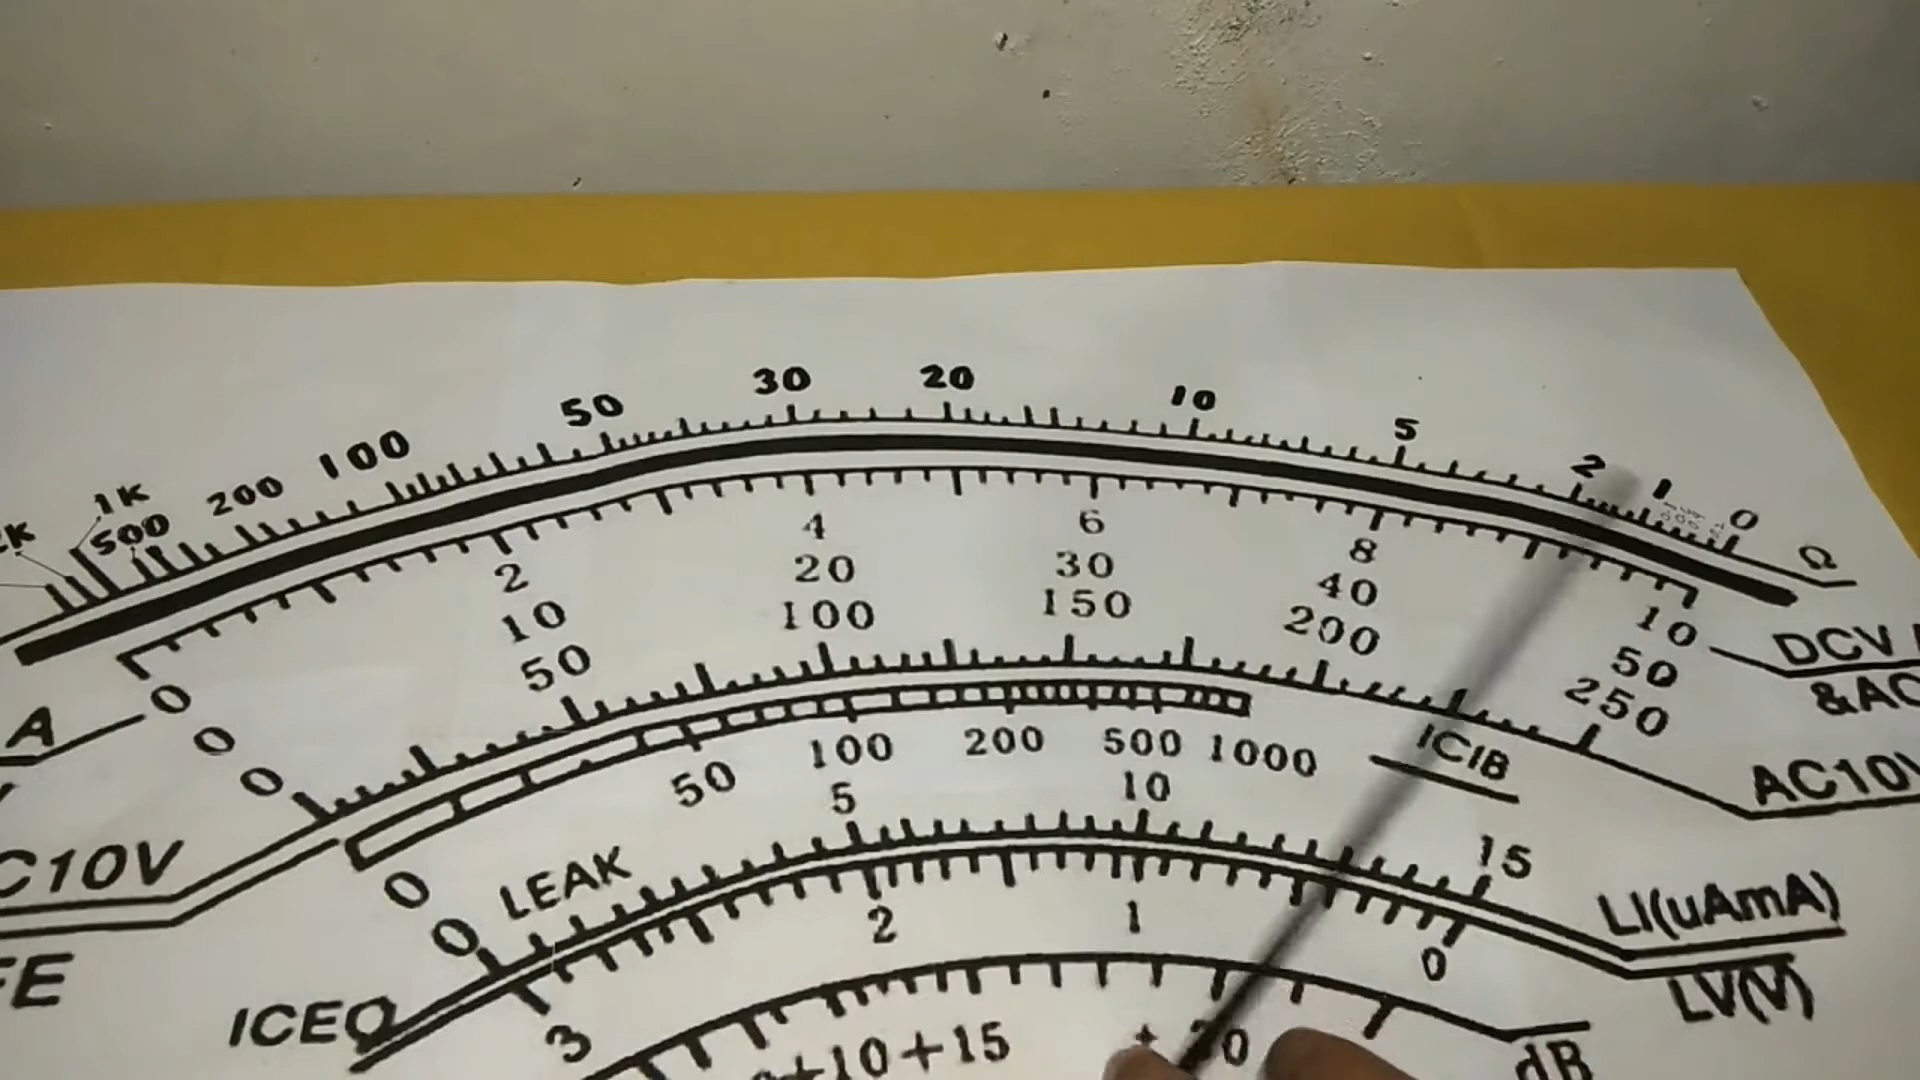 1K 500 200 100 50 30 20 10 5 2 1 0 Ω
0 2 4 6 8 10
0 10 20 30 40 50
0 50 100 150 200 250
A
DCV
&AC
C10V
AC10V
0 50 100 200 500 1000
ICIB
FE
0 5 10 15
LEAK
ICEO
LI(uAmA)
3 2 1 0
LV(V)
+10+15
dB